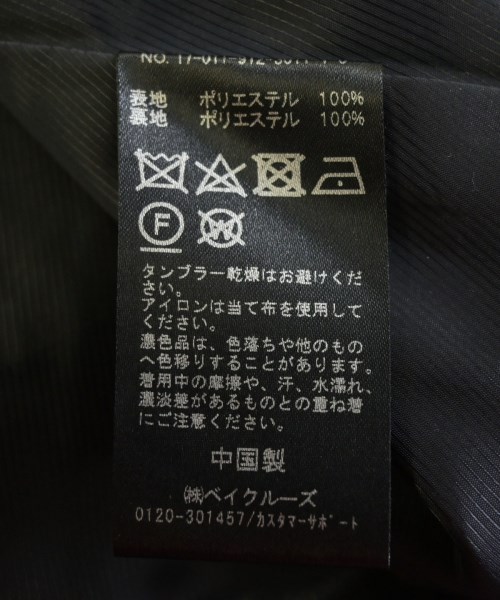 表地 ポリエステル 100%
裏地 ポリエステル 100%
F
W
タンブラー乾燥はお避けくだ
さい。
アイロンは当て布を使用して
ください。
濃色品は、色落ちや他のもの
へ色移りすることがあります。
着用中の摩擦や、汗、水濡れ、
濃淡差があるものとの重ね着
にご注意ください。
中国製
㈱ベイクルーズ
0120-301457/カスタマーサポート